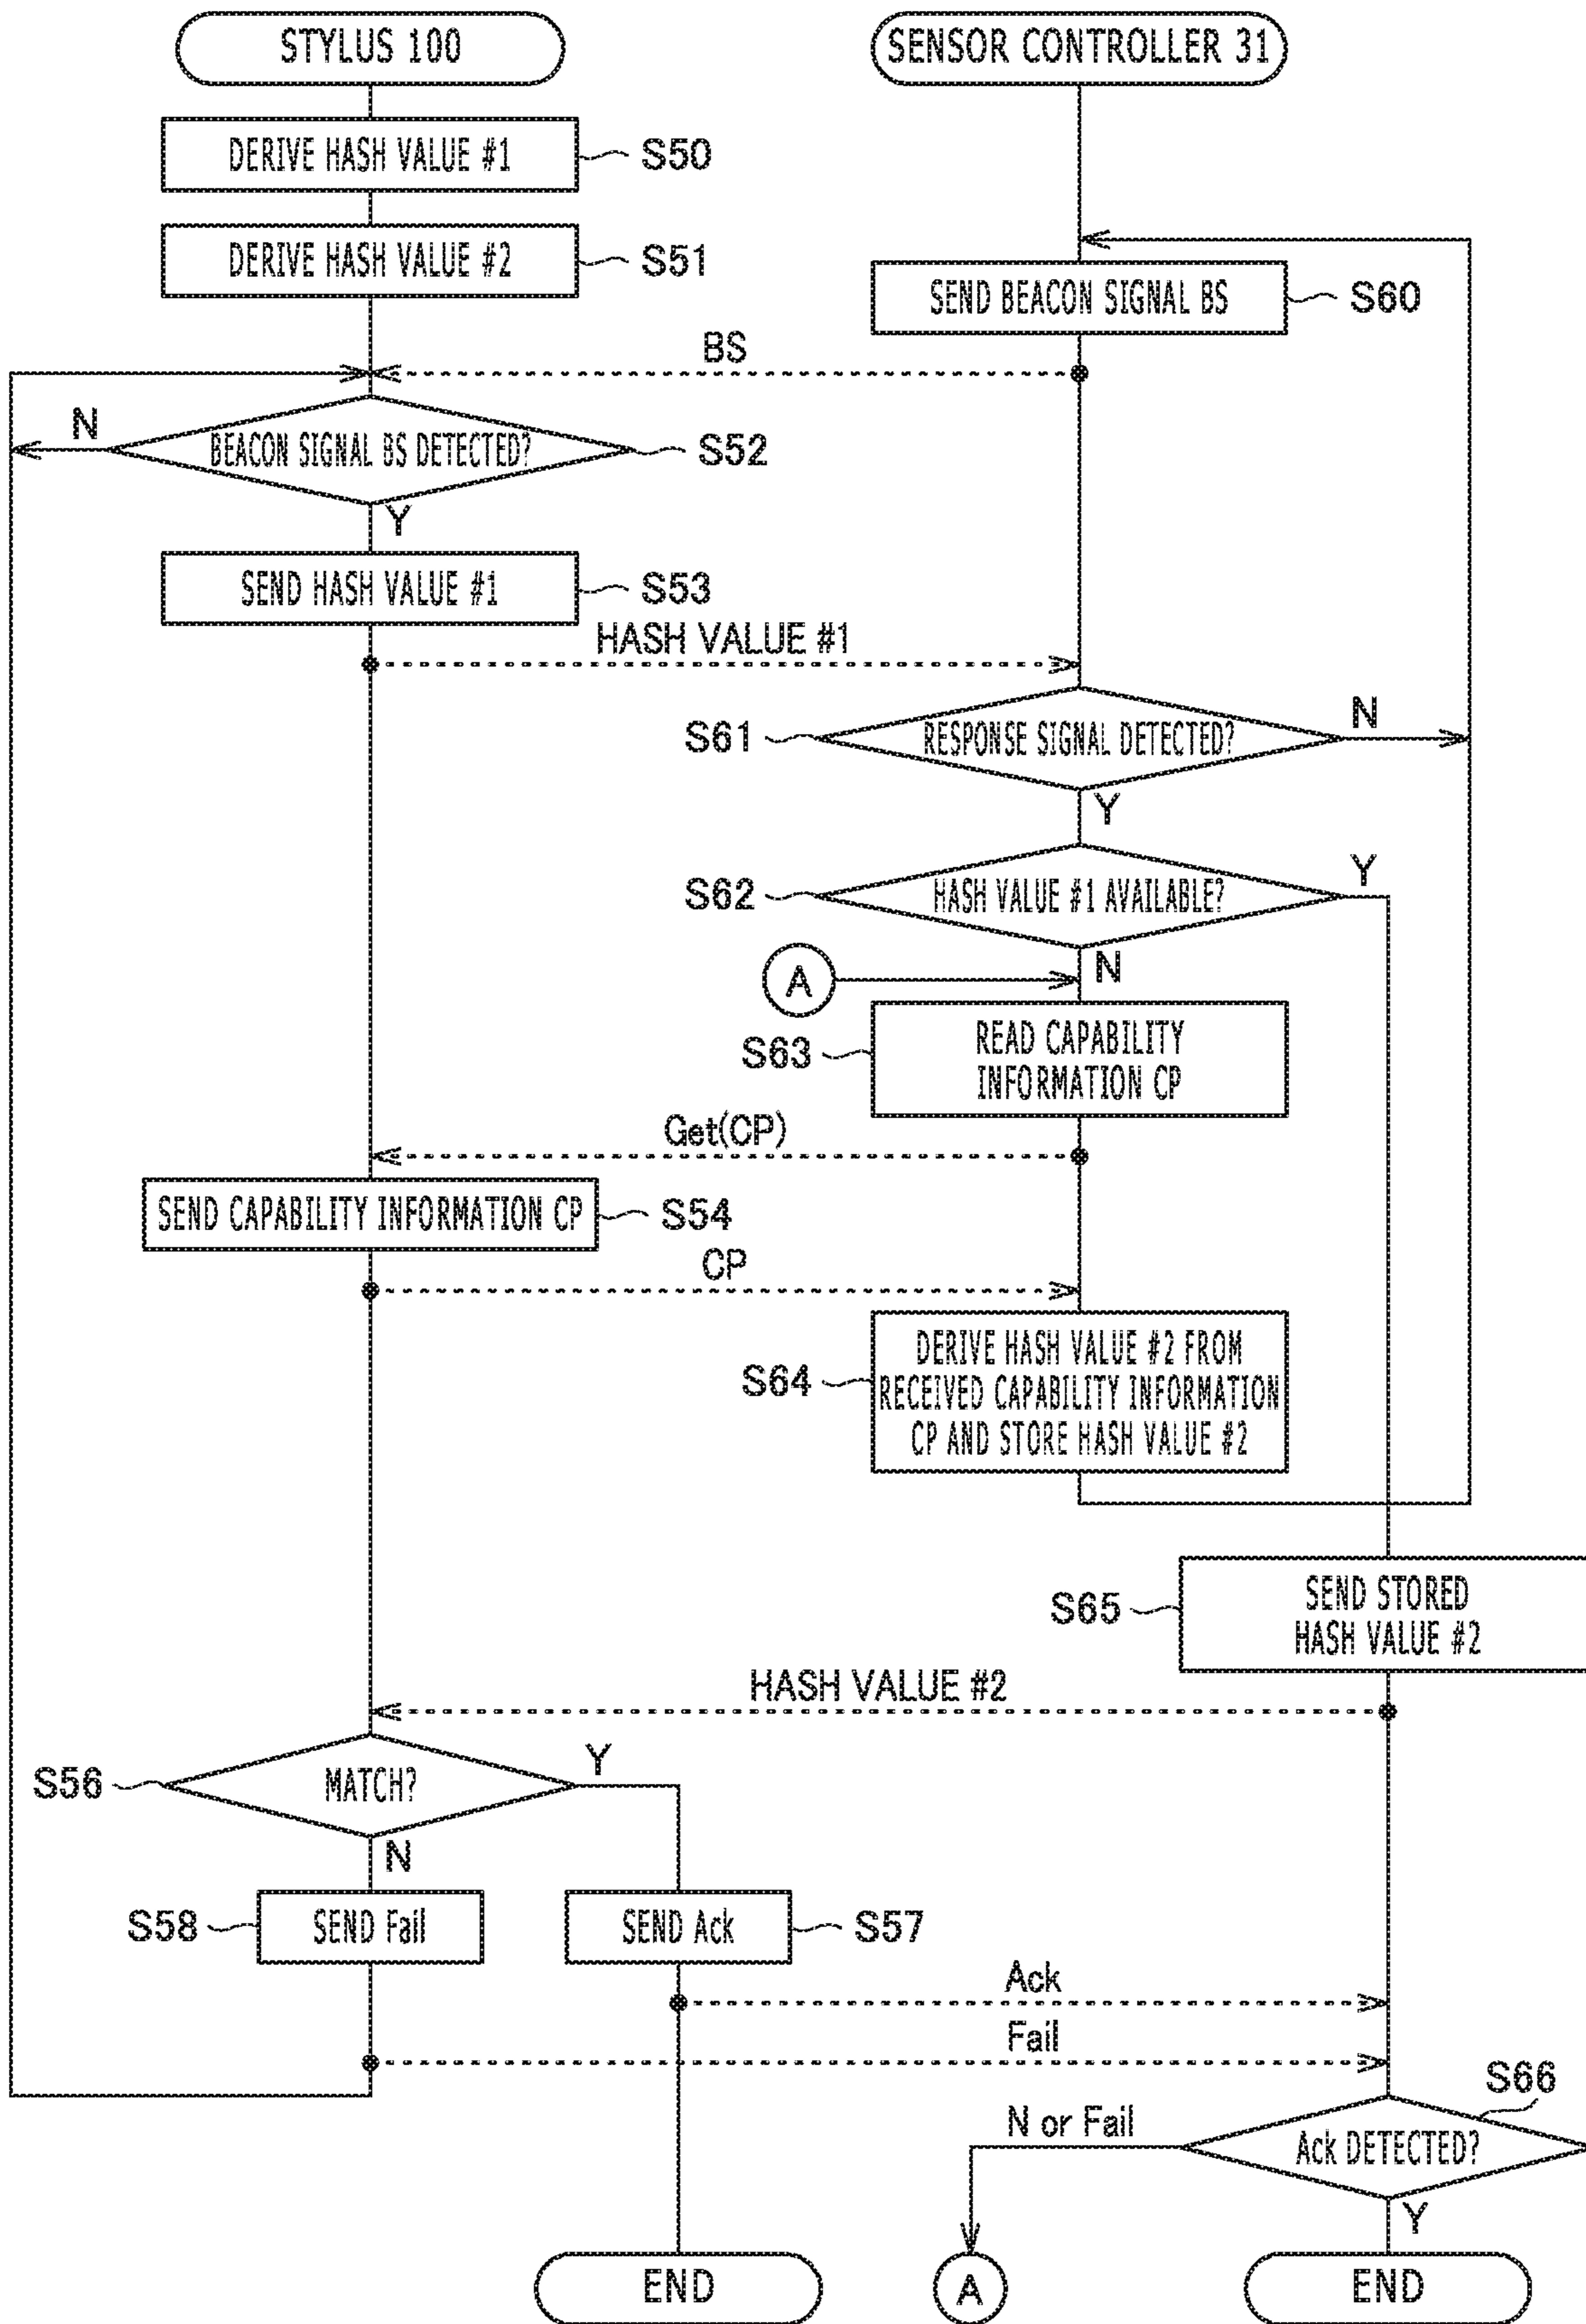 STYLUS 100
SENSOR CONTROLLER 31
DERIVE HASH VALUE #1
S50
DERIVE HASH VALUE #2
S51
SEND BEACON SIGNAL BS
S60
BS
N
BEACON SIGNAL BS DETECTED?
S52
Y
SEND HASH VALUE #1
S53
HASH VALUE #1
S61
RESPONSE SIGNAL DETECTED?
N
Y
S62
HASH VALUE #1 AVAILABLE?
Y
N
A
S63
READ CAPABILITY
INFORMATION CP
Get(CP)
SEND CAPABILITY INFORMATION CP
S54
CP
S64
DERIVE HASH VALUE #2 FROM
RECEIVED CAPABILITY INFORMATION
CP AND STORE HASH VALUE #2
S65
SEND STORED
HASH VALUE #2
HASH VALUE #2
S56
MATCH?
Y
N
S58
SEND Fail
SEND Ack
S57
Ack
Fail
S66
N or Fail
Ack DETECTED?
Y
END
A
END